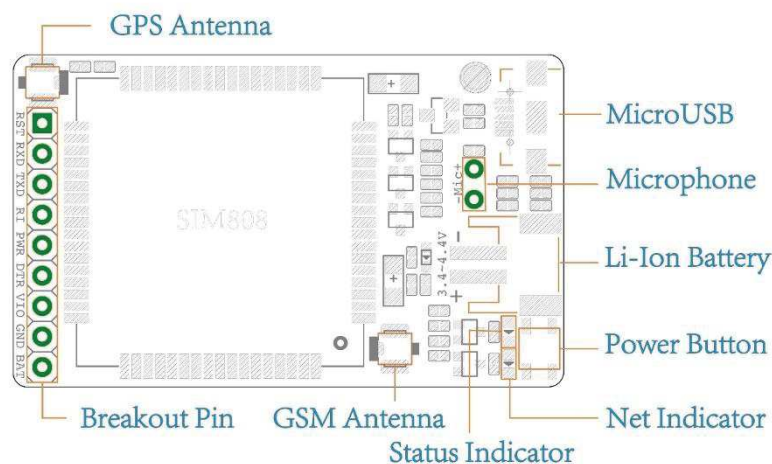 GPS Antenna
MicroUSB
Microphone
Li-Ion Battery
Power Button
Net Indicator
Status Indicator
GSM Antenna
Breakout Pin
RST
RXD
TXD
RI
PWR
DTR
VIO
GND
BAT
SIM808
-Mic+
3.4~4.4V
- 
+
+
+